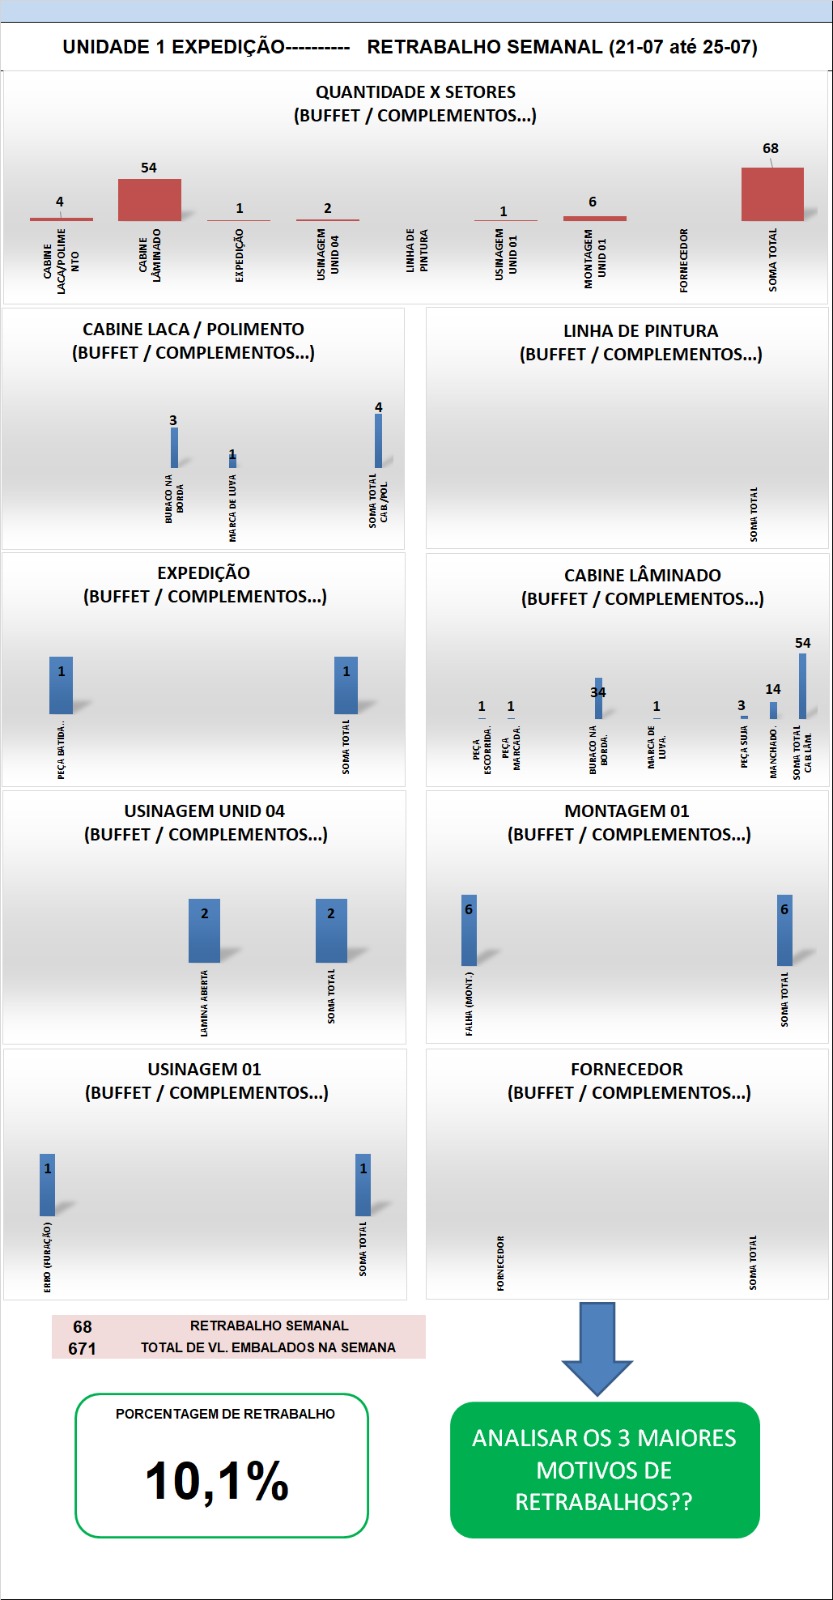 UNIDADE 1 EXPEDIÇÃO---------- RETRABALHO SEMANAL (21-07 até 25-07)
QUANTIDADE X SETORES
(BUFFET / COMPLEMENTOS...)
4
54
1
2
1
6
68
CABINE
LACA/POLIME
NTO
CABINE
LÂMINADO
EXPEDIÇÃO
USINAGEM
UNID 04
LINHA DE
PINTURA
USINAGEM
UNID 01
MONTAGEM
UNID 01
FORNECEDOR
SOMA TOTAL
CABINE LACA / POLIMENTO
(BUFFET / COMPLEMENTOS...)
3
1
4
BURACO NA
BORDA
MARCA DE LUVA
SOMA TOTAL
CAB./POL
LINHA DE PINTURA
(BUFFET / COMPLEMENTOS...)
SOMA TOTAL
EXPEDIÇÃO
(BUFFET / COMPLEMENTOS...)
1
1
PEÇA BATIDA..
SOMA TOTAL
CABINE LÂMINADO
(BUFFET / COMPLEMENTOS...)
1
1
34
1
3
14
54
PEÇA
ESCORRIDA.
PEÇA
MARCADA.
BURACO NA
BORDA.
MARCA DE
LUVA.
PEÇA SUJA
MANCHADO.
SOMA TOTAL
CAB.LÂM.
USINAGEM UNID 04
(BUFFET / COMPLEMENTOS...)
2
2
LAMINA ABERTA
SOMA TOTAL
MONTAGEM 01
(BUFFET / COMPLEMENTOS...)
6
6
FALHA (MONT.)
SOMA TOTAL
USINAGEM 01
(BUFFET / COMPLEMENTOS...)
1
1
ERRO (FURAÇÃO)
SOMA TOTAL
FORNECEDOR
(BUFFET / COMPLEMENTOS...)
FORNECEDOR
SOMA TOTAL
68 RETRABALHO SEMANAL
671 TOTAL DE VL. EMBALADOS NA SEMANA
PORCENTAGEM DE RETRABALHO
10,1%
ANALISAR OS 3 MAIORES
MOTIVOS DE
RETRABALHOS??